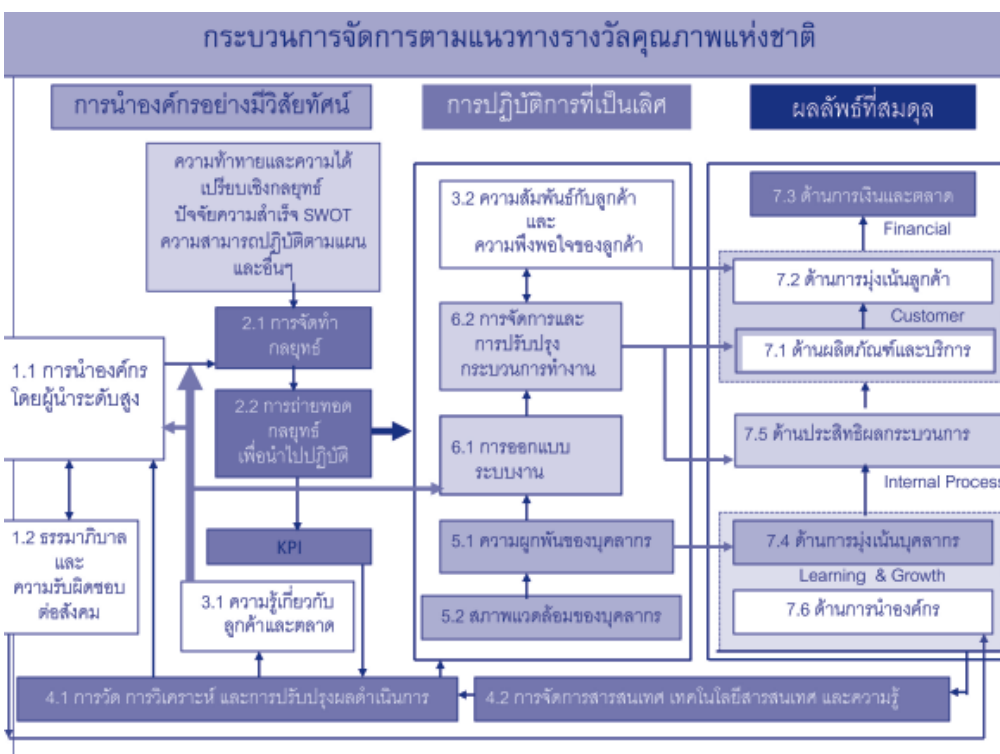 กระบวนการจัดการตามแนวทางรางวัลคุณภาพแห่งชาติ
การนำองค์กรอย่างมีวิสัยทัศน์
การปฏิบัติการที่เป็นเลิศ
ผลลัพธ์ที่สมดุล
ความท้าทายและความได้
เปรียบเชิงกลยุทธ์
ปัจจัยความสำเร็จ SWOT
ความสามารถปฏิบัติตามแผน
และอื่นๆ
2.1 การจัดทำ
กลยุทธ์
1.1 การนำองค์กร
โดยผู้นำระดับสูง
2.2 การถ่ายทอด
กลยุทธ์
เพื่อนำไปปฏิบัติ
KPI
1.2 ธรรมาภิบาล
และ
ความรับผิดชอบ
ต่อสังคม
3.1 ความรู้เกี่ยวกับ
ลูกค้าและตลาด
3.2 ความสัมพันธ์กับลูกค้า
และ
ความพึงพอใจของลูกค้า
6.2 การจัดการและ
การปรับปรุง
กระบวนการทำงาน
6.1 การออกแบบ
ระบบงาน
5.1 ความผูกพันของบุคลากร
5.2 สภาพแวดล้อมของบุคลากร
7.3 ด้านการเงินและตลาด
Financial
7.2 ด้านการมุ่งเน้นลูกค้า
Customer
7.1 ด้านผลิตภัณฑ์และบริการ
7.5 ด้านประสิทธิผลกระบวนการ
Internal Process
7.4 ด้านการมุ่งเน้นบุคลากร
Learning & Growth
7.6 ด้านการนำองค์กร
4.1 การวัด การวิเคราะห์ และการปรับปรุงผลดำเนินการ
4.2 การจัดการสารสนเทศ เทคโนโลยีสารสนเทศ และความรู้